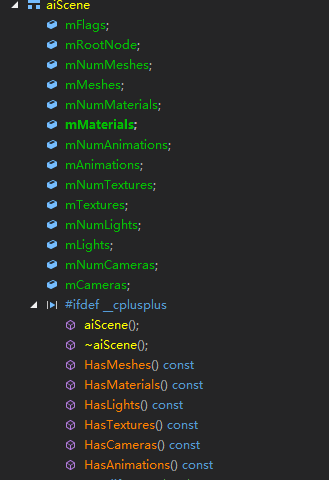 aiScene
mFlags;
mRootNode;
mNumMeshes;
mMeshes;
mNumMaterials;
mMaterials;
mNumAnimations;
mAnimations;
mNumTextures;
mTextures;
mNumLights;
mLights;
mNumCameras;
mCameras;
#ifdef __cplusplus
aiScene();
~aiScene();
HasMeshes() const
HasMaterials() const
HasLights() const
HasTextures() const
HasCameras() const
HasAnimations() const